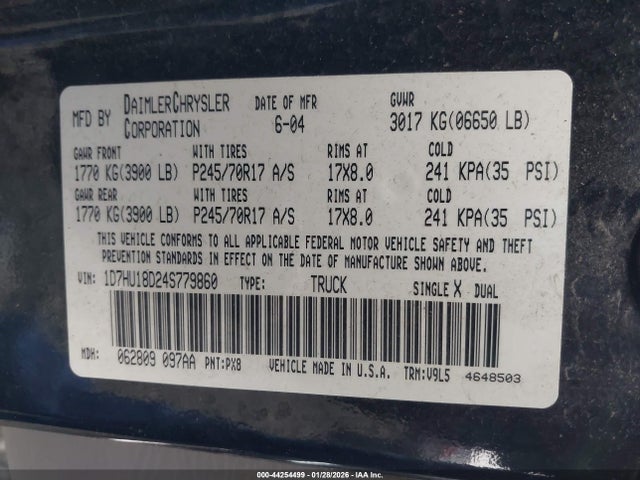 MFD BY DAIMLERCHRYSLER CORPORATION DATE OF MFR 6-04 GVWR 3017 KG(06650 LB)
GAWR FRONT WITH TIRES RIMS AT COLD
1770 KG(3900 LB) P245/70R17 A/S 17X8.0 241 KPA(35 PSI)
GAWR REAR WITH TIRES RIMS AT COLD
1770 KG(3900 LB) P245/70R17 A/S 17X8.0 241 KPA(35 PSI)
THIS VEHICLE CONFORMS TO ALL APPLICABLE FEDERAL MOTOR VEHICLE SAFETY AND THEFT
PREVENTION STANDARDS IN EFFECT ON THE DATE OF MANUFACTURE SHOWN ABOVE.
VIN: 1D7HU18D24S779860 TYPE: TRUCK SINGLE X DUAL
MDH: 062809 097AA PNT:PX8 VEHICLE MADE IN U.S.A. TRM:V9L5 4648503
000-44254499 - 01/28/2026 - IAA Inc.